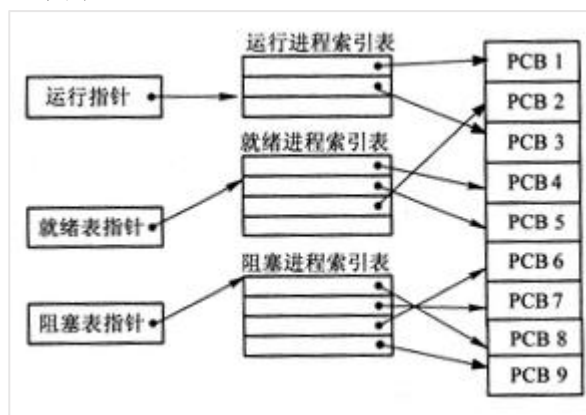 运行进程索引表
运行指针
就绪进程索引表
就绪表指针
阻塞进程索引表
阻塞表指针
PCB 1
PCB 2
PCB 3
PCB 4
PCB 5
PCB 6
PCB 7
PCB 8
PCB 9